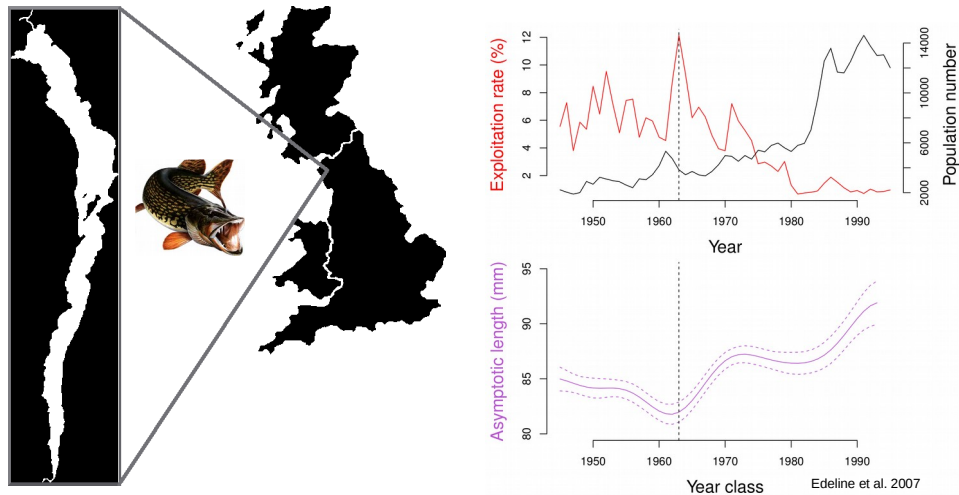 Exploitation rate (%)
12
10
8
6
4
2
14000
10000
6000
2000
Population number
1950 1960 1970 1980 1990
Year
Asymptotic length (mm)
95
90
85
80
1950 1960 1970 1980 1990
Year class
Edeline et al. 2007